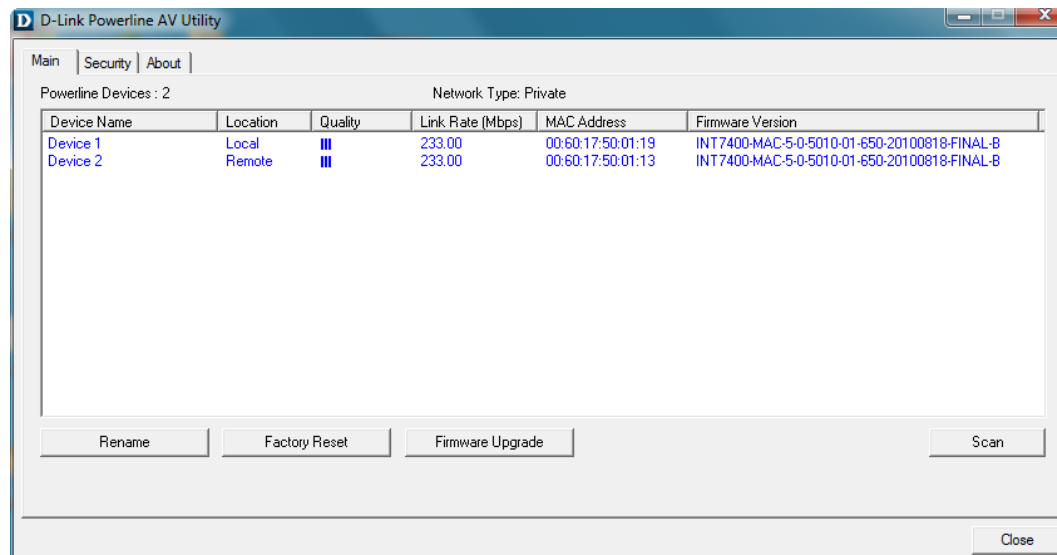 D D-Link Powerline AV Utility
Main Security About
Powerline Devices : 2 Network Type: Private
Device Name Location Quality Link Rate (Mbps) MAC Address Firmware Version
Device 1 Local 233.00 00:60:17:50:01:19 INT7400-MAC-5-0-5010-01-650-20100818-FINAL-B
Device 2 Remote 233.00 00:60:17:50:01:13 INT7400-MAC-5-0-5010-01-650-20100818-FINAL-B
Rename Factory Reset Firmware Upgrade Scan
Close